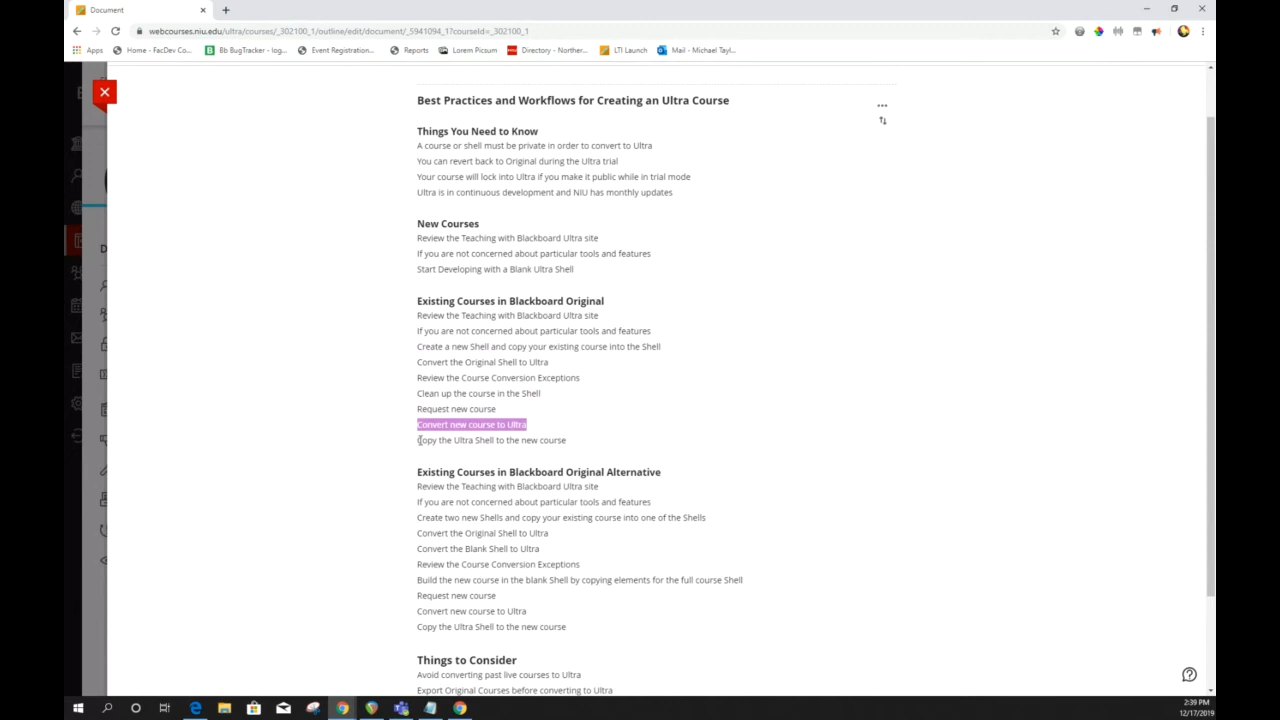 Document
webcourses.niu.edu/ultra/courses/_302100_1/outline/edit/document/_5941094_1?courseId=_302100_1
Apps
Home - FacDev Co...
Bb BugTracker - log...
Event Registration...
Reports
Lorem Picsum
Directory - Norther...
LTI Launch
Mail - Michael Tayl...
Best Practices and Workflows for Creating an Ultra Course
Things You Need to Know
A course or shell must be private in order to convert to Ultra
You can revert back to Original during the Ultra trial
Your course will lock into Ultra if you make it public while in trial mode
Ultra is in continuous development and NIU has monthly updates
New Courses
Review the Teaching with Blackboard Ultra site
If you are not concerned about particular tools and features
Start Developing with a Blank Ultra Shell
Existing Courses in Blackboard Original
Review the Teaching with Blackboard Ultra site
If you are not concerned about particular tools and features
Create a new Shell and copy your existing course into the Shell
Convert the Original Shell to Ultra
Review the Course Conversion Exceptions
Clean up the course in the Shell
Request new course
Convert new course to Ultra
Copy the Ultra Shell to the new course
Existing Courses in Blackboard Original Alternative
Review the Teaching with Blackboard Ultra site
If you are not concerned about particular tools and features
Create two new Shells and copy your existing course into one of the Shells
Convert the Original Shell to Ultra
Convert the Blank Shell to Ultra
Review the Course Conversion Exceptions
Build the new course in the blank Shell by copying elements for the full course Shell
Request new course
Convert new course to Ultra
Copy the Ultra Shell to the new course
Things to Consider
Avoid converting past live courses to Ultra
Export Original Courses before converting to Ultra
2:39 PM
12/17/2019